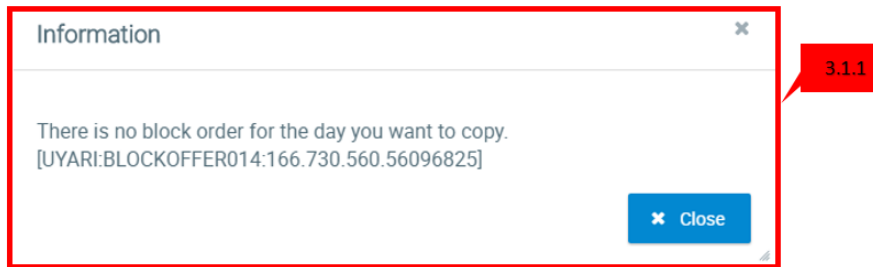 Information
3.1.1
There is no block order for the day you want to copy.
[UYARI:BLOCKOFFER014:166.730.560.56096825]
Close